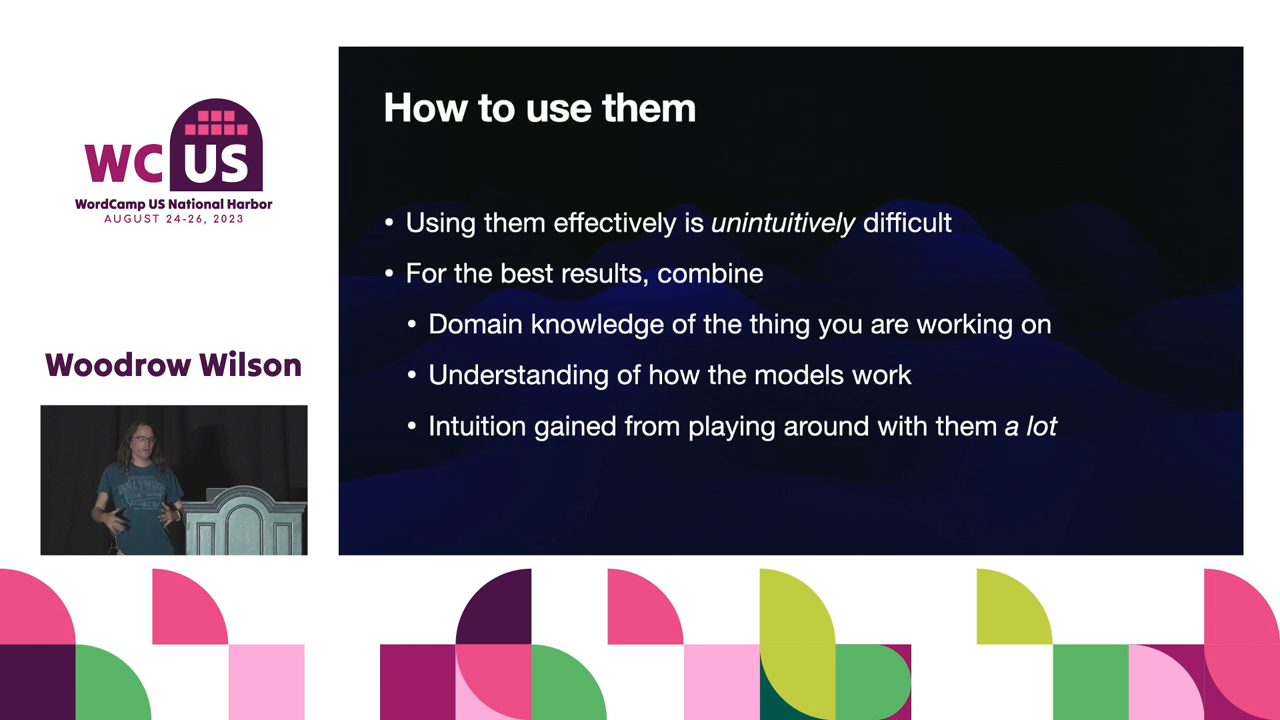 WC US
WordCamp US National Harbor
AUGUST 24-26, 2023
Woodrow Wilson
How to use them
• Using them effectively is unintuitively difficult
• For the best results, combine
• Domain knowledge of the thing you are working on
• Understanding of how the models work
• Intuition gained from playing around with them a lot